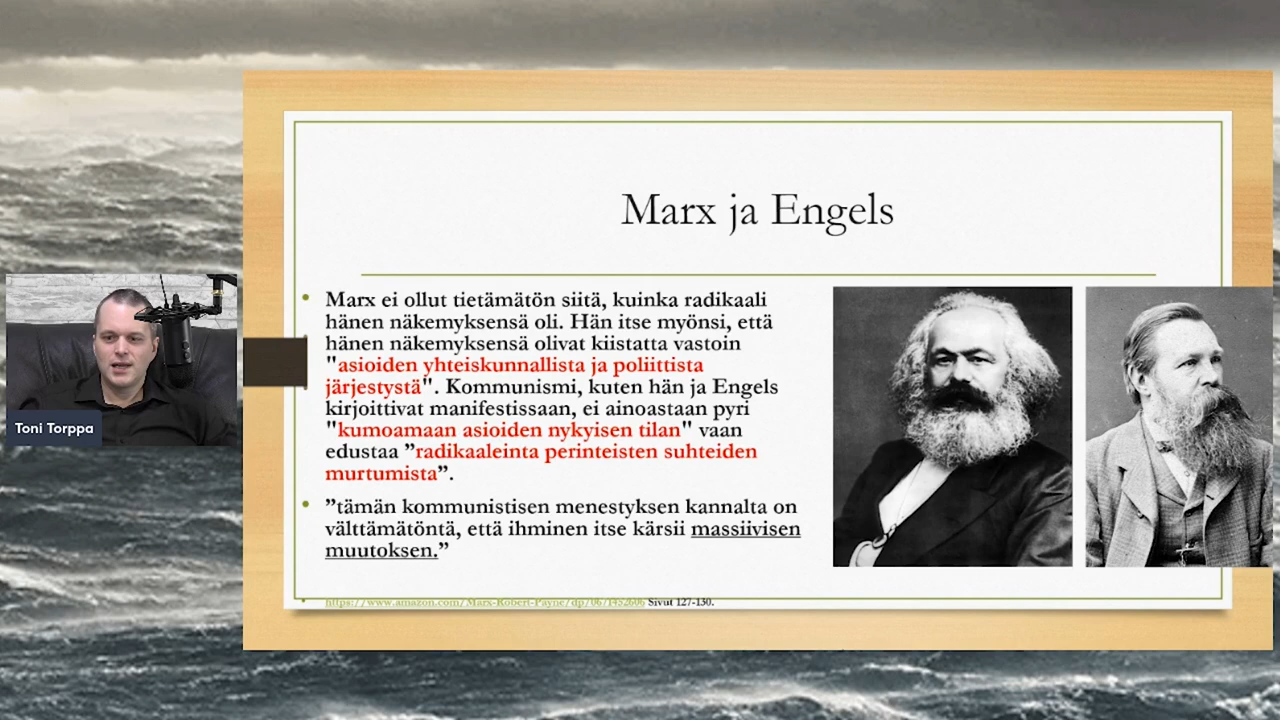 Marx ja Engels
Marx ei ollut tietämätön siitä, kuinka radikaali
hänen näkemyksensä oli. Hän itse myönsi, että
hänen näkemyksensä olivat kiistatta vastoin
"asioiden yhteiskunnallista ja poliittista
järjestystä". Kommunismi, kuten hän ja Engels
kirjoittivat manifestissaan, ei ainoastaan pyri
"kumoamaan asioiden nykyisen tilan" vaan
edustaa ”radikaaleinta perinteisten suhteiden
murtumista”.
”tämän kommunistisen menestyksen kannalta on
välttämätöntä, että ihminen itse kärsii massiivisen
muutoksen.”
https://www.amazon.com/Marx-Robert-Payne/dp/0671452606 Sivut 127-130.
Toni Torppa